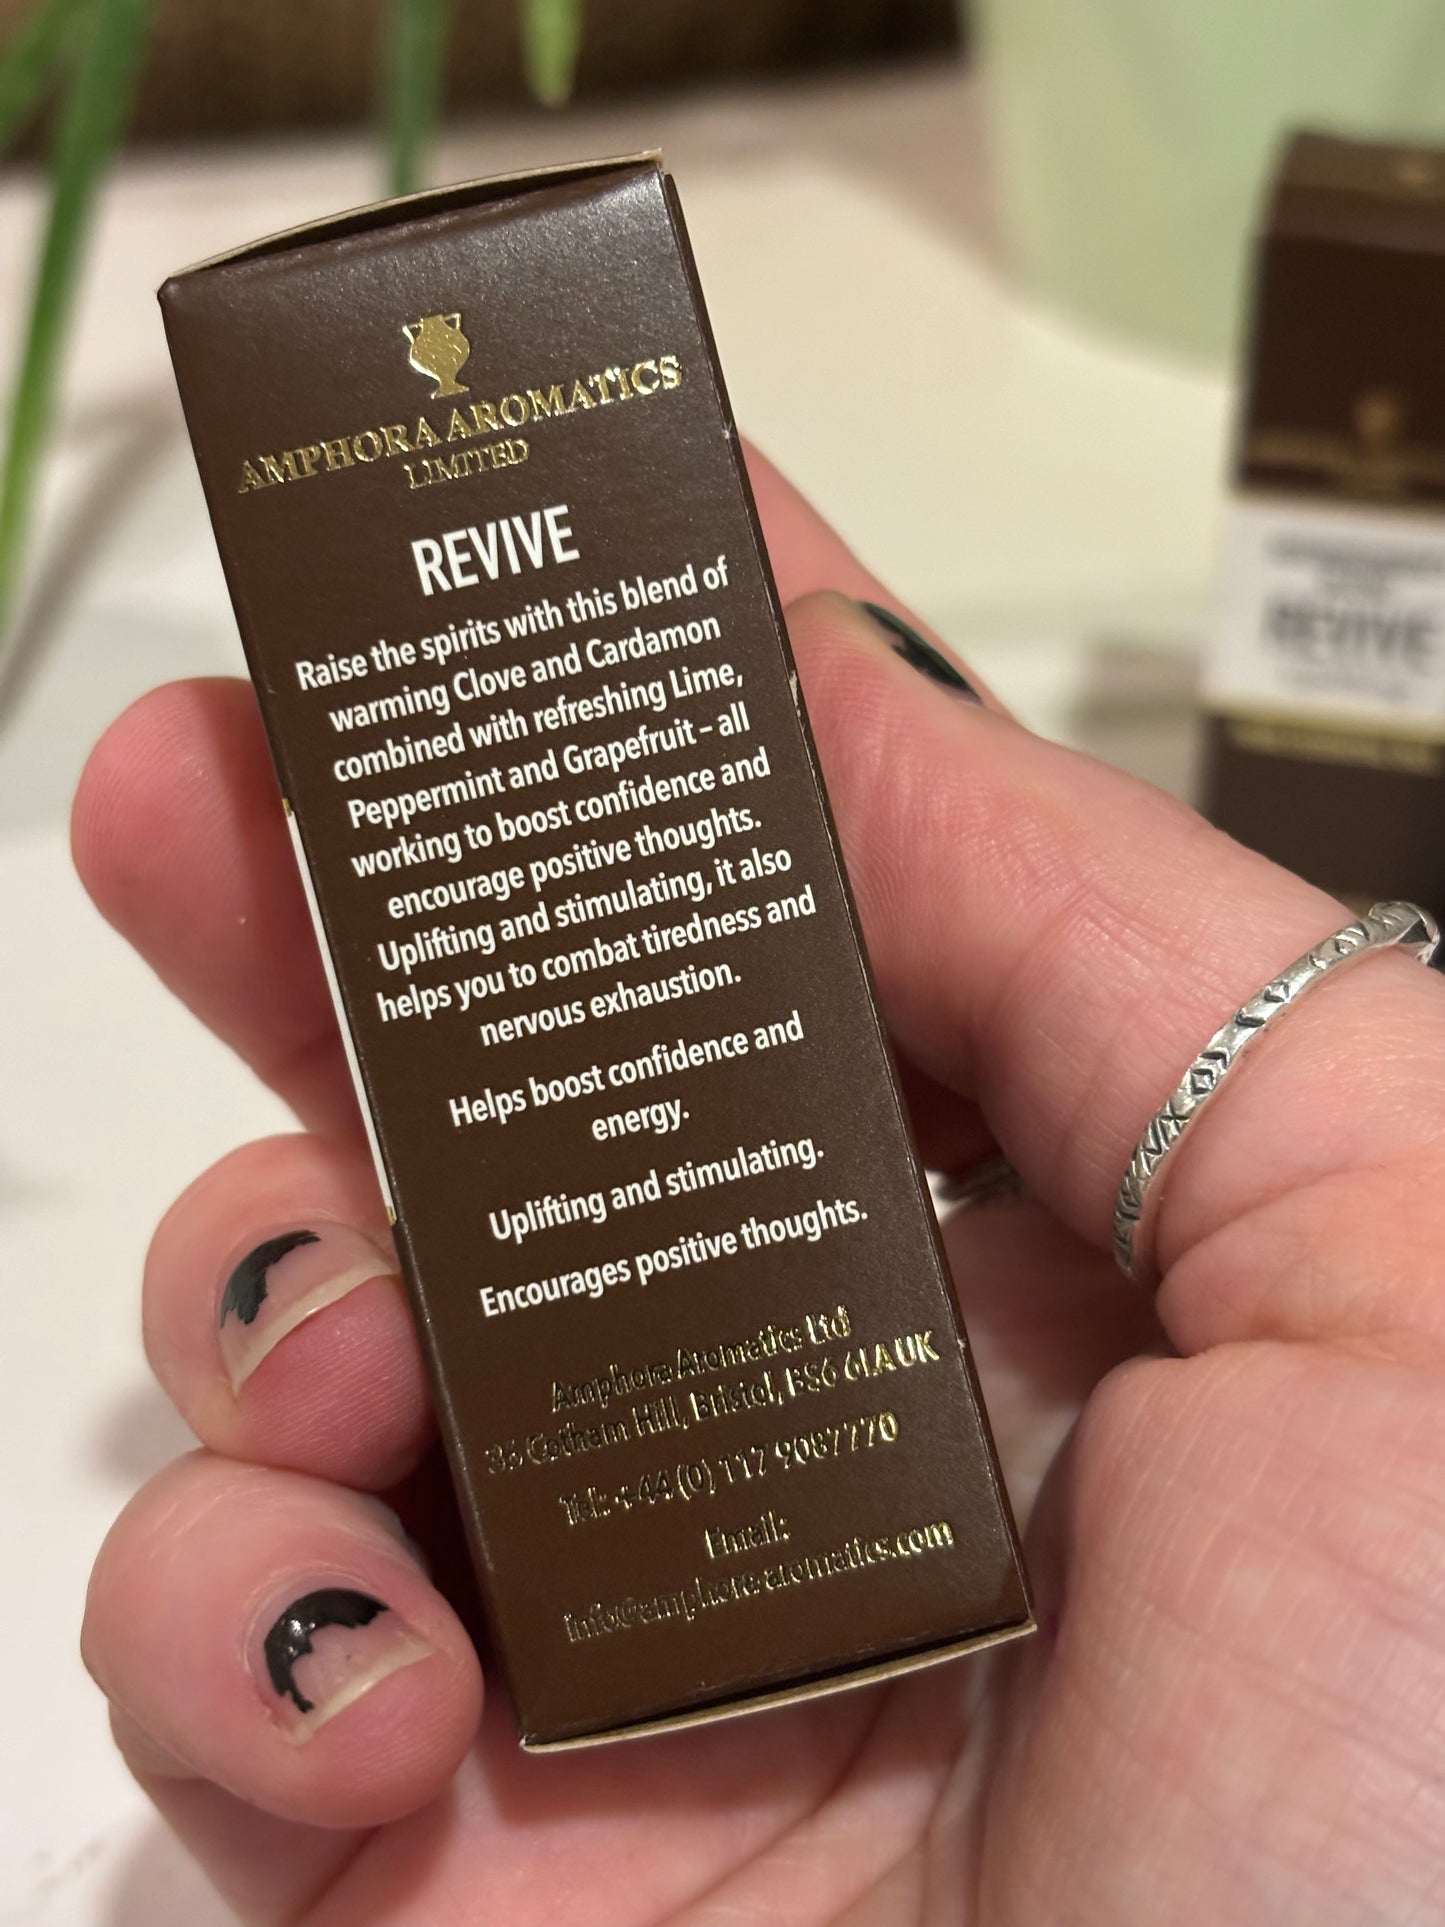 AMPHORA AROMATICS
LIMITED
REVIVE
Raise the spirits with this blend of
warming Clove and Cardamon
combined with refreshing Lime,
Peppermint and Grapefruit – all
working to boost confidence and
encourage positive thoughts.
Uplifting and stimulating, it also
helps you to combat tiredness and
nervous exhaustion.
Helps boost confidence and
energy.
Uplifting and stimulating.
Encourages positive thoughts.
Amphora Aromatics Ltd
36 Cotham Hill, Bristol, BS6 6LA UK
Tel: +44 (0) 117 9087770
Email:
info@amphora-aromatics.com
REVIVE